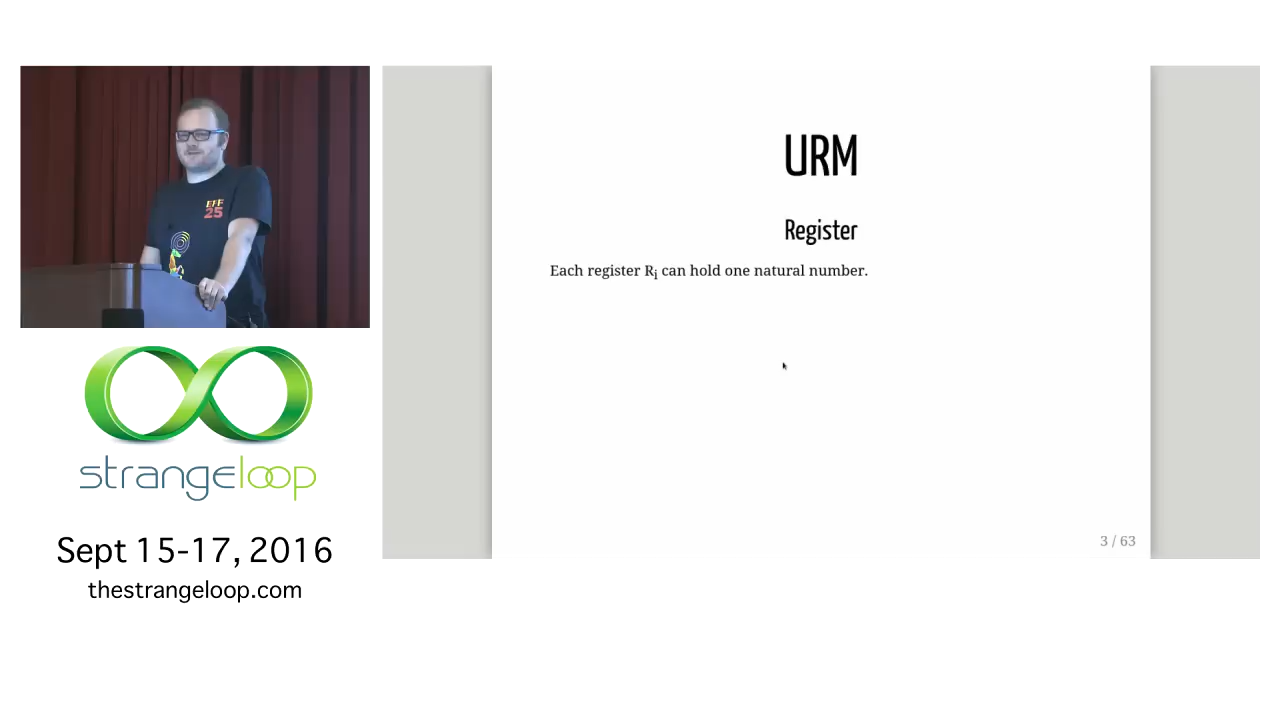 EFF
25
strangeloop
Sept 15-17, 2016
thestrangeloop.com
URM
Register
Each register Ri can hold one natural number.
3 / 63